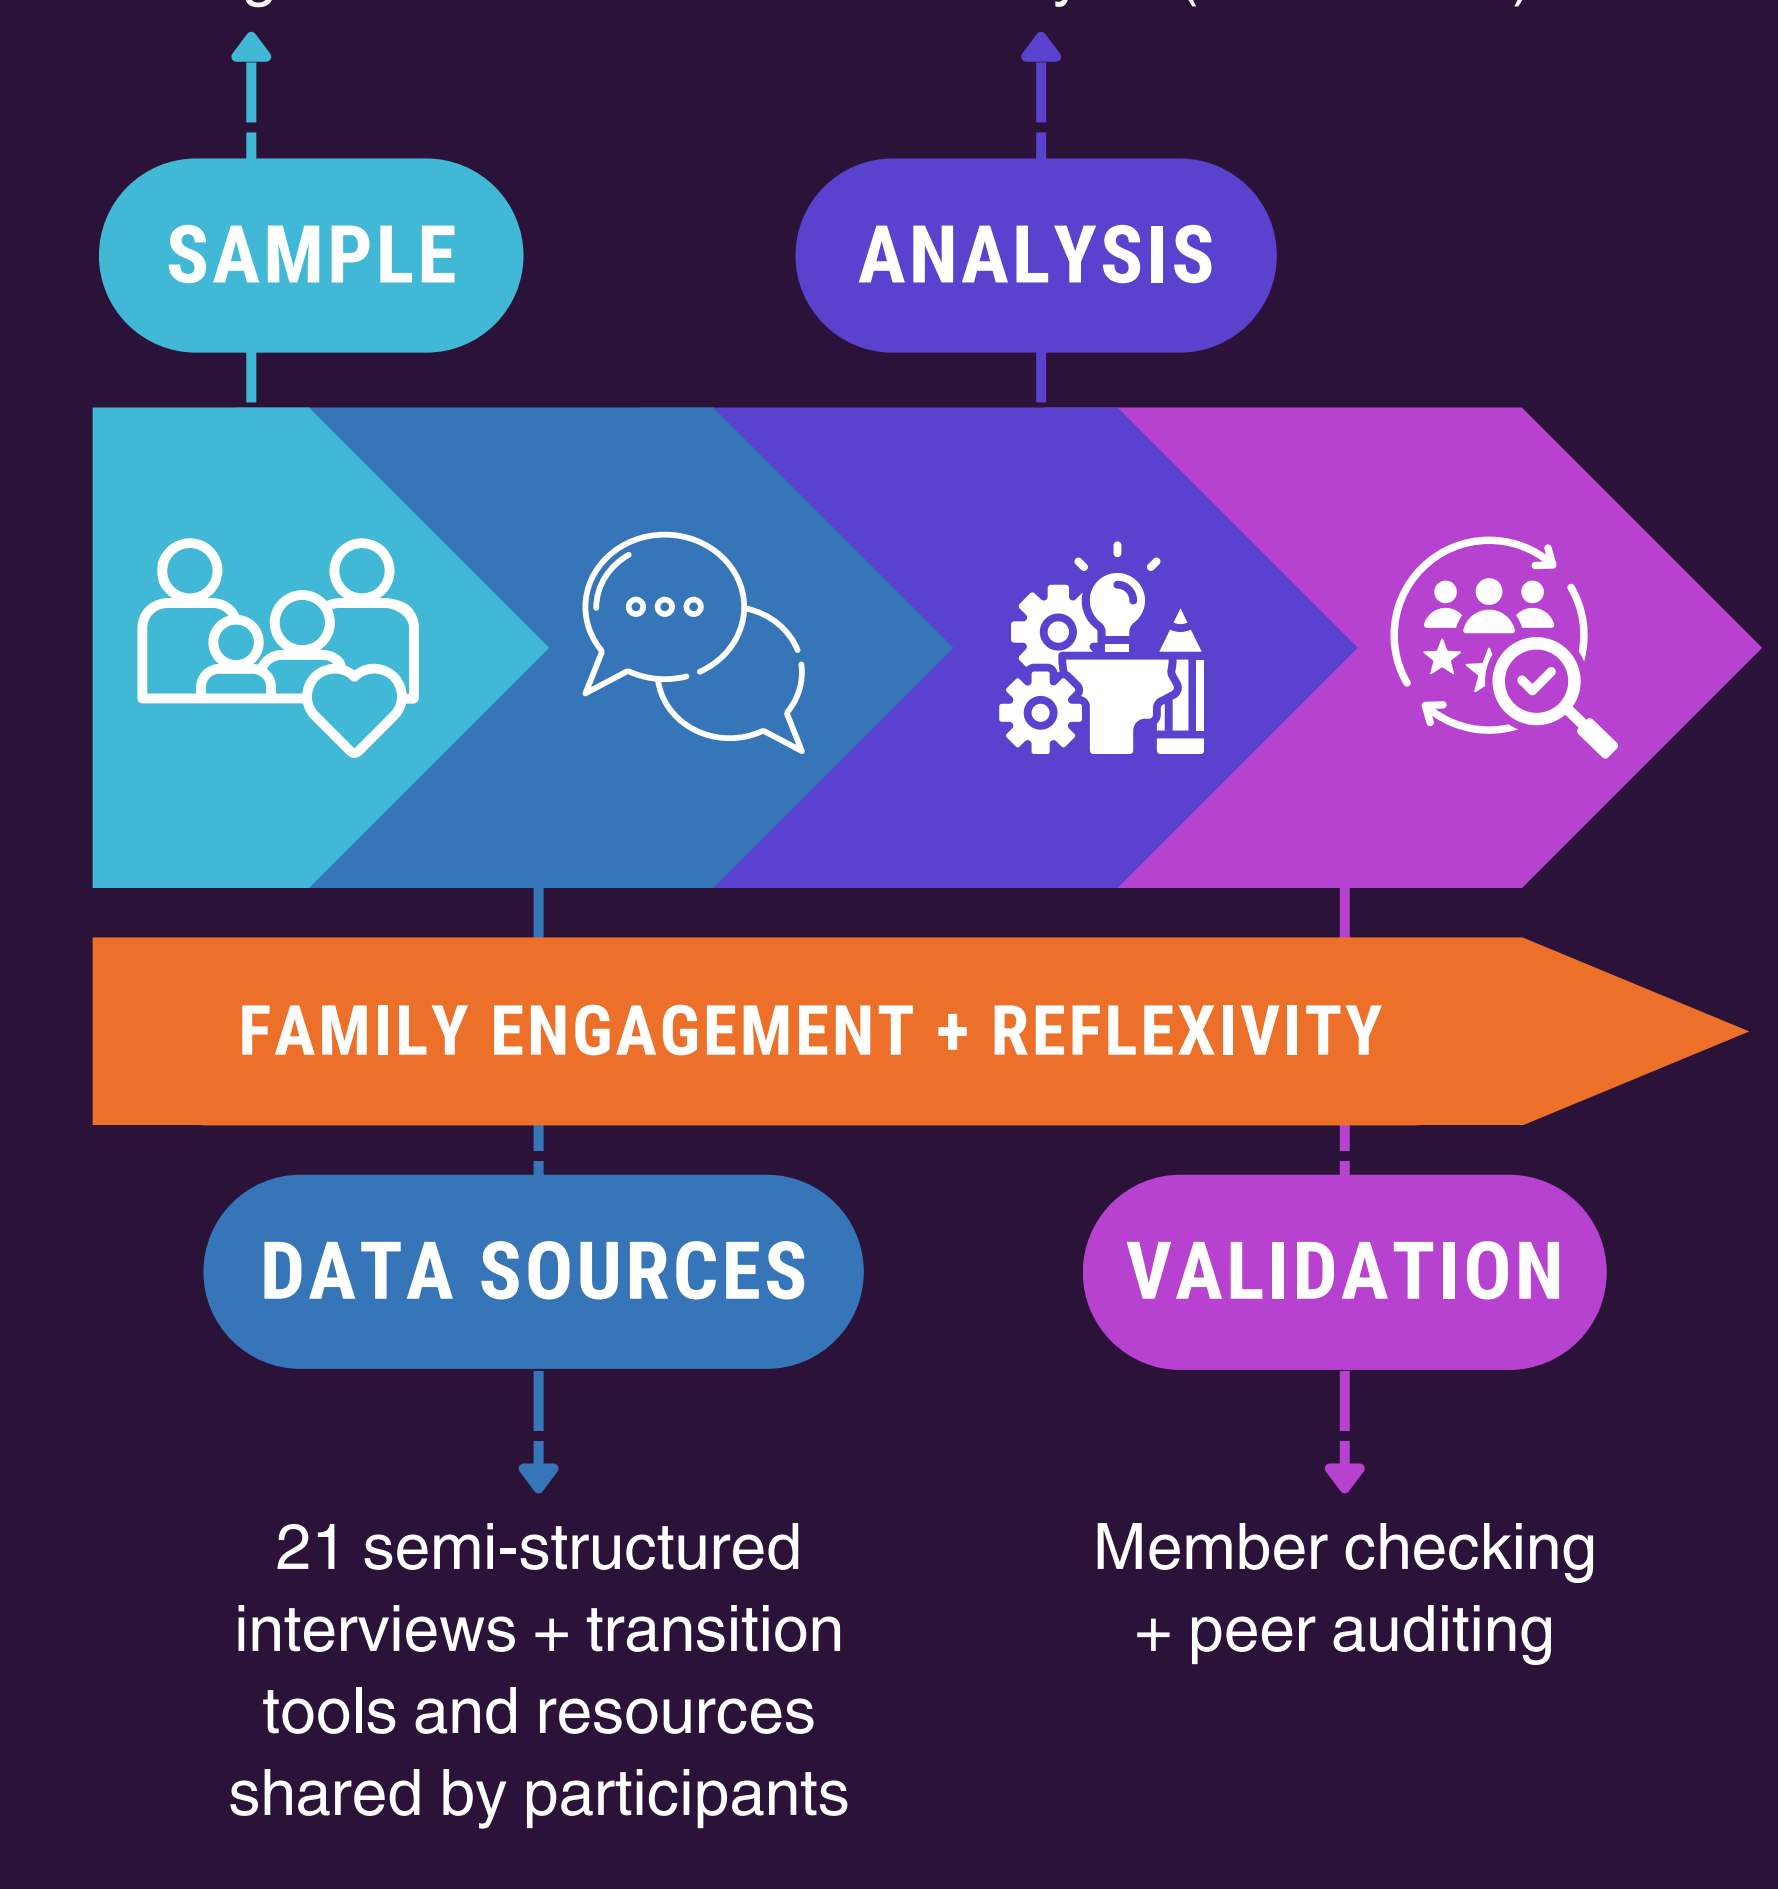 SAMPLE
ANALYSIS
FAMILY ENGAGEMENT + REFLEXIVITY
DATA SOURCES
VALIDATION
21 semi-structured
interviews + transition
tools and resources
shared by participants
Member checking
+ peer auditing